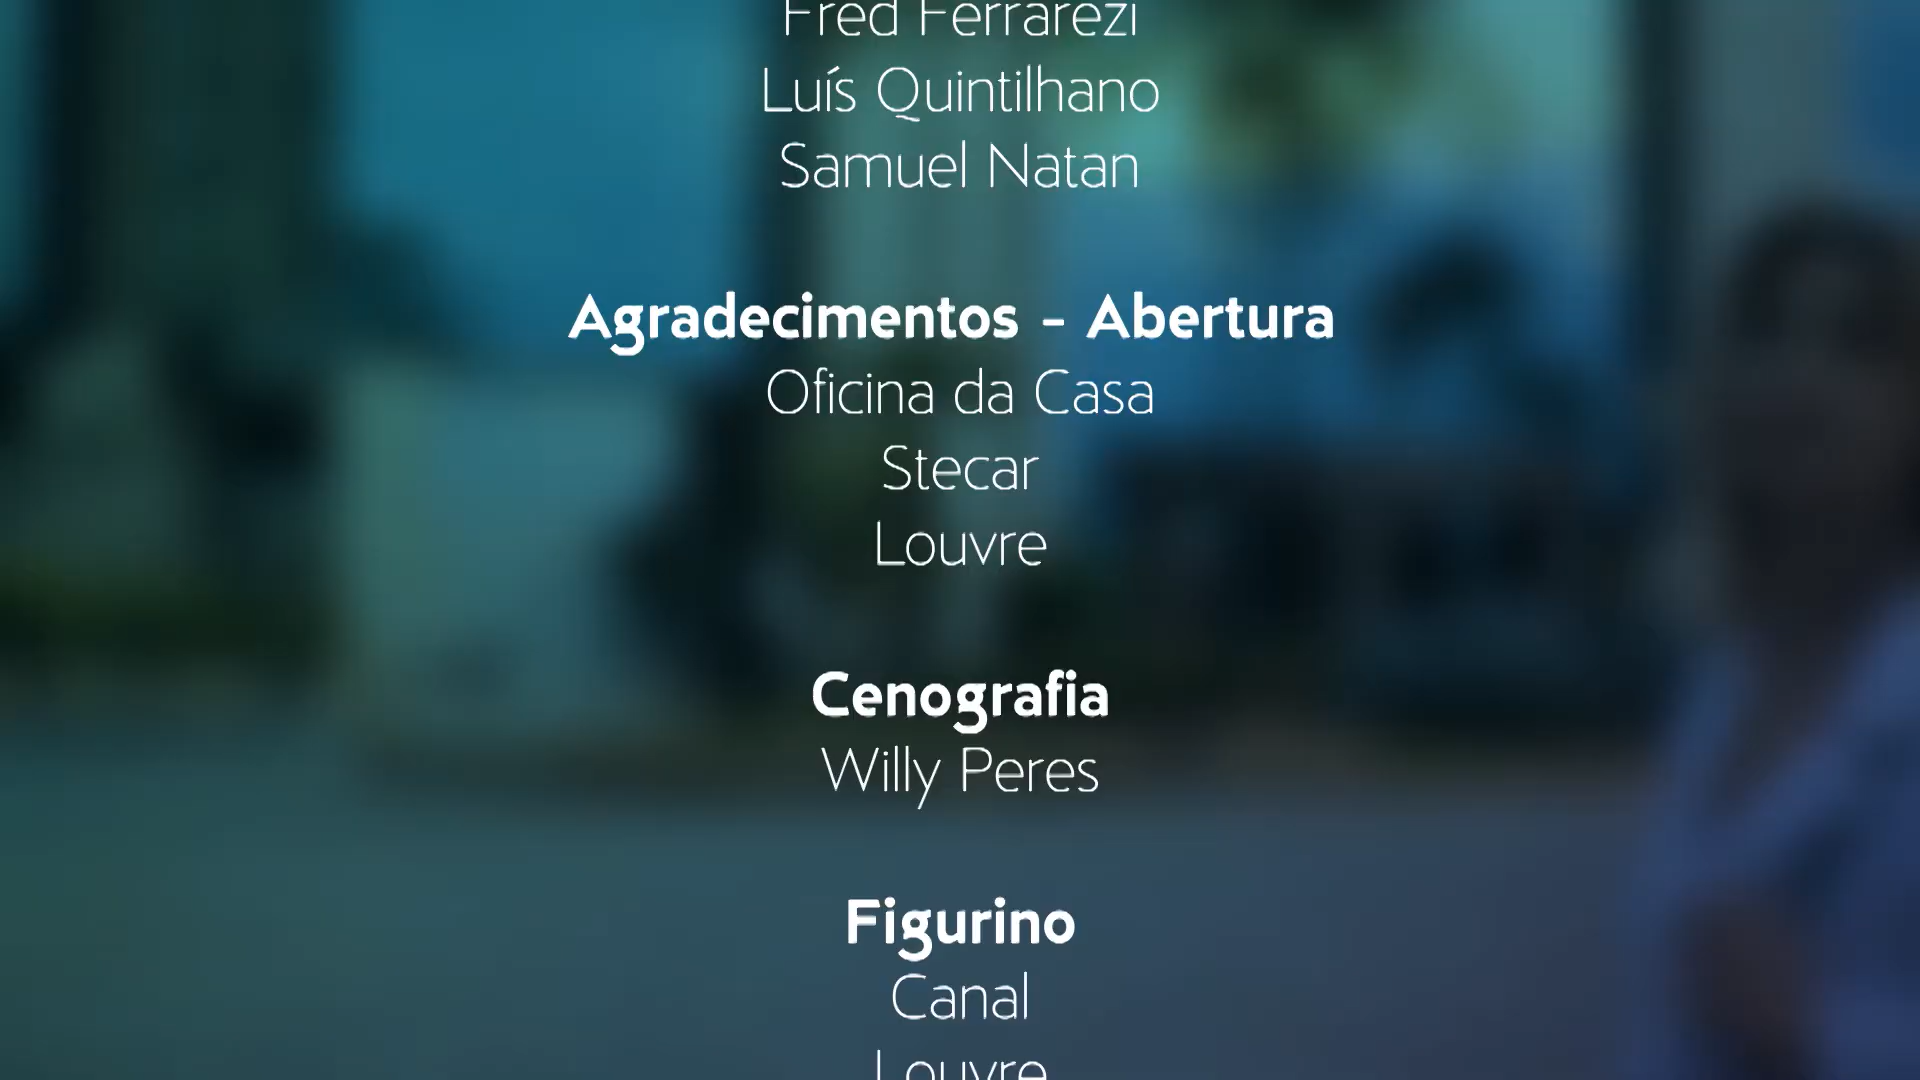 Fred Ferrarezi
Luís Quintilhano
Samuel Natan
Agradecimentos - Abertura
Oficina da Casa
Stecar
Louvre
Cenografia
Willy Peres
Figurino
Canal
Louvre